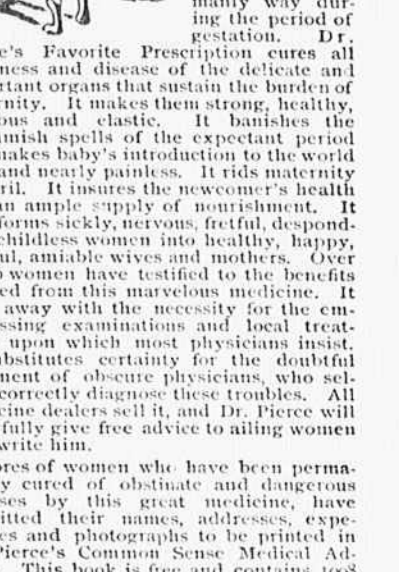 manly way dur-
ing the period of
gestation. Dr.
e's Favorite Prescription cures all
ness and disease of the delicate and
rtant organs that sustain the burden of
rnity. It makes them strong, healthy,
ous and elastic. It banishes the
amish spells of the expectant period
makes baby's introduction to the world
and nearly painless. It rids maternity
ril. It insures the newcomer's health
an ample supply of nourishment. It
forms sickly, nervous, fretful, despond-
childless women into healthy, happy,
ful, amiable wives and mothers. Over
women have testified to the benefits
ed from this marvelous medicine. It
away with the necessity for the em-
ssing examinations and local treat-
upon which most physicians insist.
ubstitutes certainty for the doubtful
ment of obscure physicians, who sel-
correctly diagnose these troubles. All
cine dealers sell it, and Dr. Pierce will
fully give free advice to ailing women
write him.
ores of women who have been perma-
y cured of obstinate and dangerous
ses by this great medicine, have
itted their names, addresses, expe-
es and photographs to be printed in
Pierce's Common Sense Medical Ad-
This book is free and contains 1008